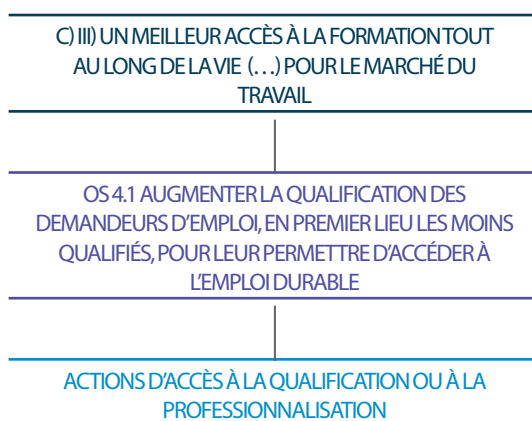 C) III) UN MEILLEUR ACCÈS À LA FORMATION TOUT
AU LONG DE LA VIE (…) POUR LE MARCHÉ DU
TRAVAIL
OS 4.1 AUGMENTER LA QUALIFICATION DES
DEMANDEURS D’EMPLOI, EN PREMIER LIEU LES MOINS
QUALIFIÉS, POUR LEUR PERMETTRE D’ACCÉDER À
L’EMPLOI DURABLE
ACTIONS D’ACCÈS À LA QUALIFICATION OU À LA
PROFESSIONNALISATION